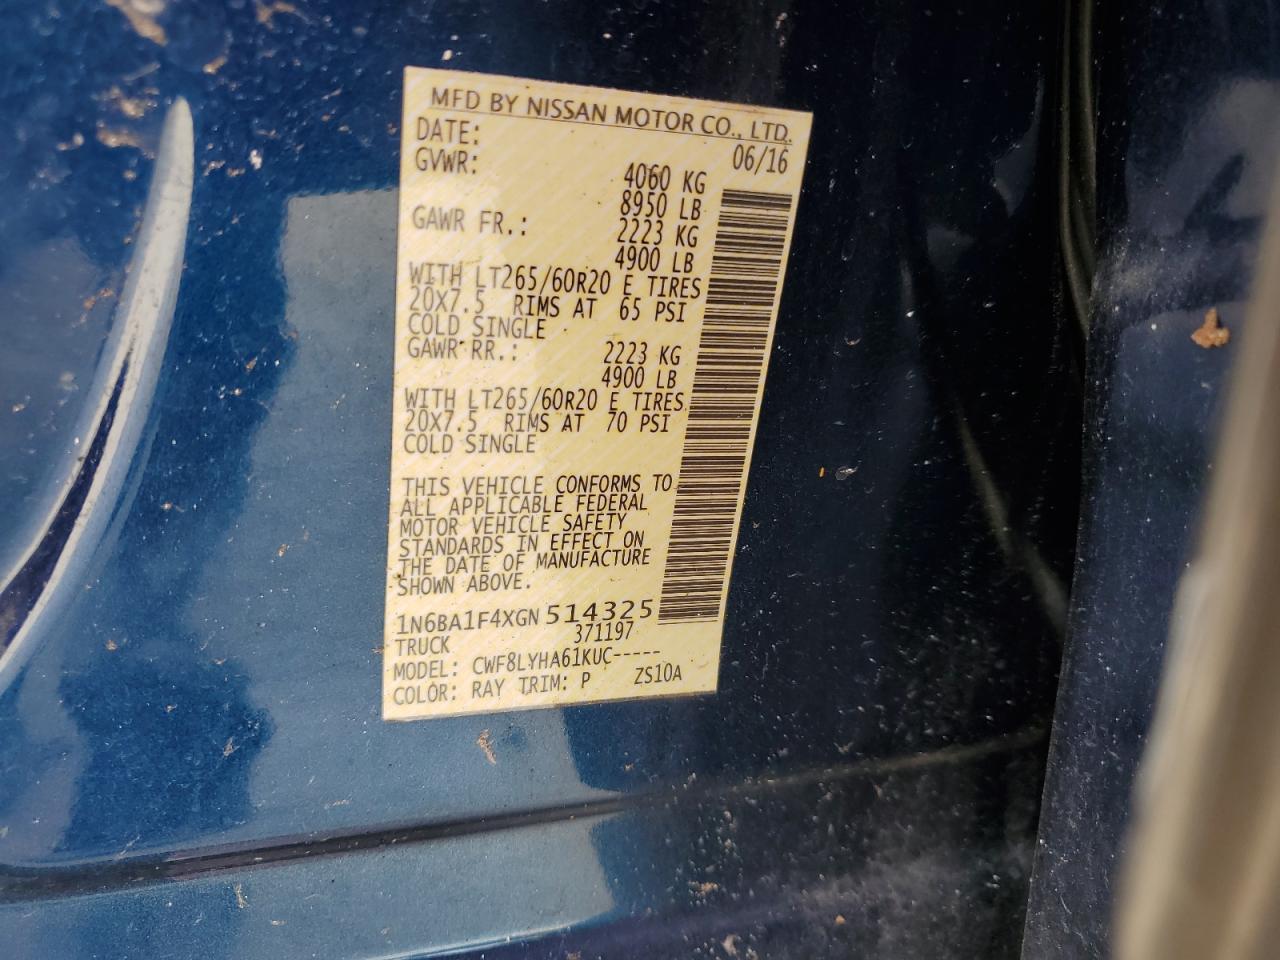 MFD BY NISSAN MOTOR CO., LTD.
DATE: 06/16
GVWR: 4060 KG
8950 LB
GAWR FR.: 2223 KG
4900 LB
WITH LT265/60R20 E TIRES
20X7.5 RIMS AT 65 PSI
COLD SINGLE
GAWR RR.: 2223 KG
4900 LB
WITH LT265/60R20 E TIRES
20X7.5 RIMS AT 70 PSI
COLD SINGLE
THIS VEHICLE CONFORMS TO
ALL APPLICABLE FEDERAL
MOTOR VEHICLE SAFETY
STANDARDS IN EFFECT ON
THE DATE OF MANUFACTURE
SHOWN ABOVE.
1N6BA1F4XGN514325
TRUCK 371197
MODEL: CWF8LYHA61KUC-----
COLOR: RAY TRIM: P ZS10A